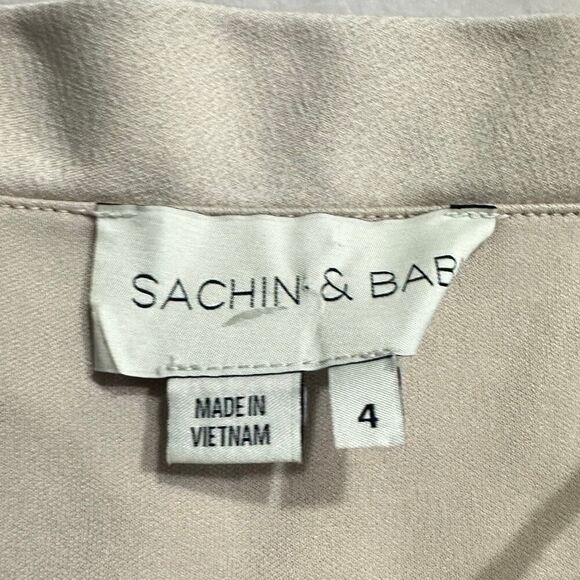 SACHIN & BAB
MADE IN
VIETNAM
4